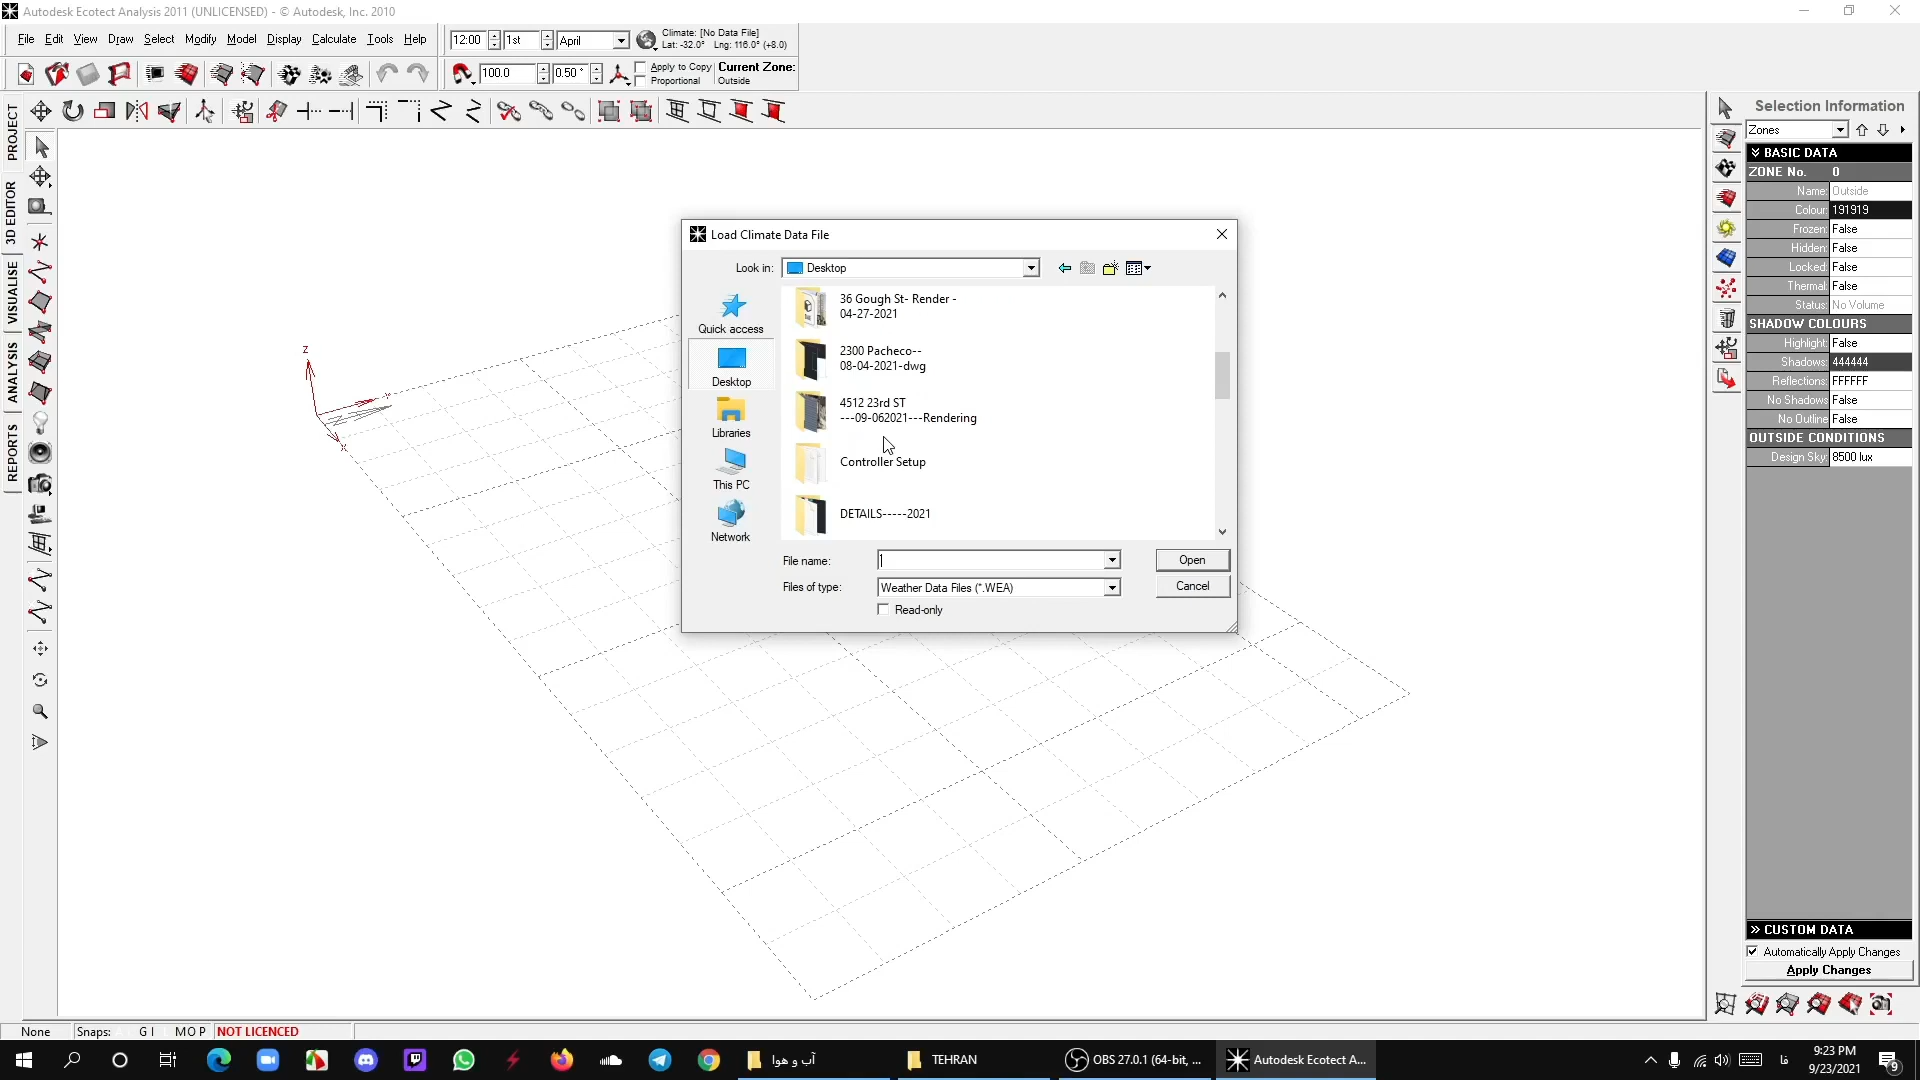 Autodesk Ecotect Analysis 2011 (UNLICENSED) - © Autodesk, Inc. 2010
File Edit View Draw Select Modify Model Display Calculate Tools Help
12:00 1st April
Climate: [No Data File]
Lat: -32.0° Lng: 116.0° (+8.0)
100.0 0.50 °
Apply to Copy
Proportional
Current Zone:
Outside
PROJECT
3D EDITOR
VISUALISE
ANALYSIS
REPORTS
Z
Y
N
X
Load Climate Data File
Look in: Desktop
Quick access
Desktop
Libraries
This PC
Network
36 Gough St- Render -
04-27-2021
2300 Pacheco--
08-04-2021-dwg
4512 23rd ST
---09-062021---Rendering
Controller Setup
DETAILS-----2021
File name:
Open
Files of type: Weather Data Files (*.WEA)
Cancel
Read-only
Selection Information
Zones
BASIC DATA
ZONE No. 0
Name: Outside
Colour: 191919
Frozen: False
Hidden: False
Locked: False
Thermal: False
Status: No Volume
SHADOW COLOURS
Highlight: False
Shadows: 444444
Reflections: FFFFFF
No Shadows False
No Outline False
OUTSIDE CONDITIONS
Design Sky: 8500 lux
CUSTOM DATA
Automatically Apply Changes
Apply Changes
None Snaps: G I M O P NOT LICENCED
آب و هوا
TEHRAN
OBS 27.0.1 (64-bit, ...
Autodesk Ecotect A...
فا
9:23 PM
9/23/2021
9